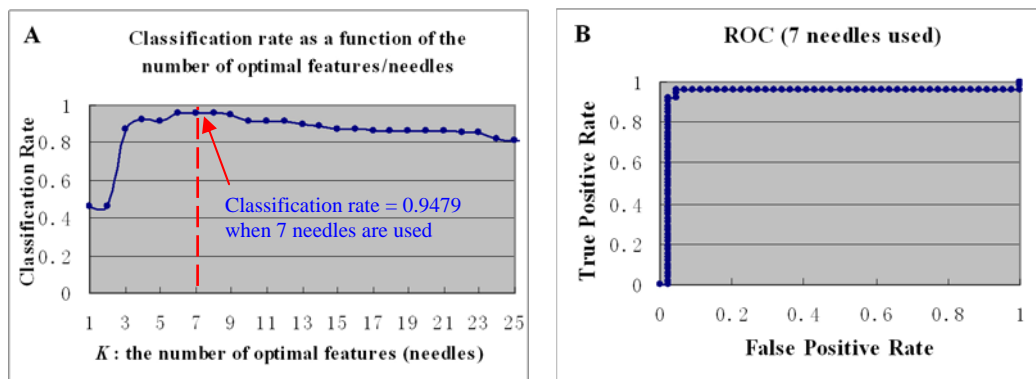 A
Classification rate as a function of the
number of optimal features/needles
Classification Rate
1
0.8
0.6
0.4
0.2
0
Classification rate = 0.9479
when 7 needles are used
1 3 5 7 9 11 13 15 17 19 21 23 25
K : the number of optimal features (needles)
B
ROC (7 needles used)
True Positive Rate
1
0.8
0.6
0.4
0.2
0
0 0.2 0.4 0.6 0.8 1
False Positive Rate